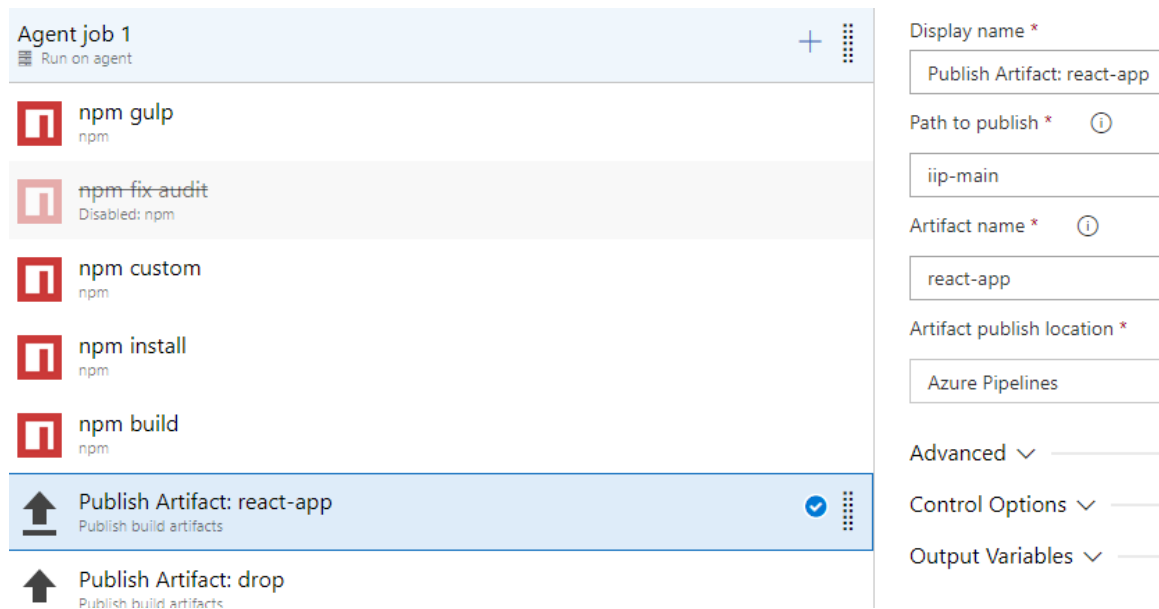 Agent job 1
Run on agent
npm gulp
npm
npm fix audit
Disabled: npm
npm custom
npm
npm install
npm
npm build
npm
Publish Artifact: react-app
Publish build artifacts
Publish Artifact: drop
Publish build artifacts
Display name *
Publish Artifact: react-app
Path to publish *
iip-main
Artifact name *
react-app
Artifact publish location *
Azure Pipelines
Advanced
Control Options
Output Variables